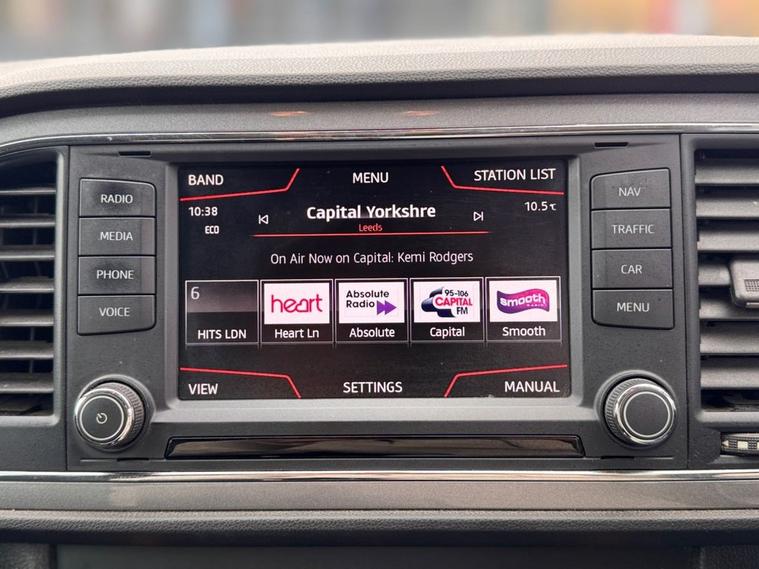 BAND
MENU
STATION LIST
RADIO
MEDIA
PHONE
VOICE
10:38
ECO
Capital Yorkshre
Leeds
10.5℃
On Air Now on Capital: Kemi Rodgers
6
HITS LDN
heart
Heart Ln
Absolute
Radio
Absolute
95-106
CAPITAL
FM
Capital
smooth
Smooth
VIEW
SETTINGS
MANUAL
NAV
TRAFFIC
CAR
MENU